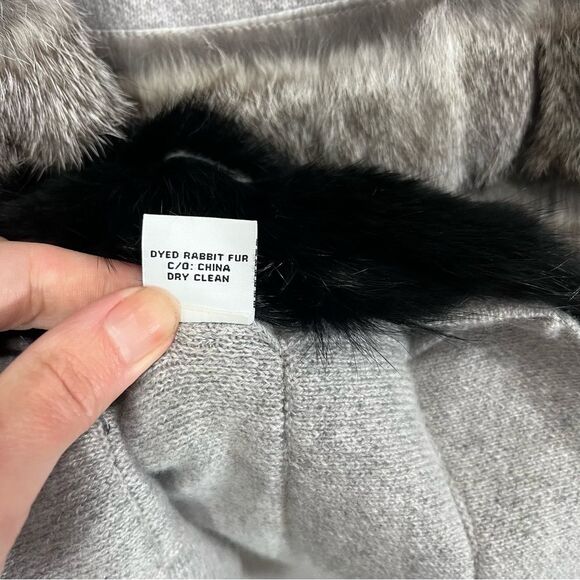 DYED RABBIT FUR
C/O: CHINA
DRY CLEAN